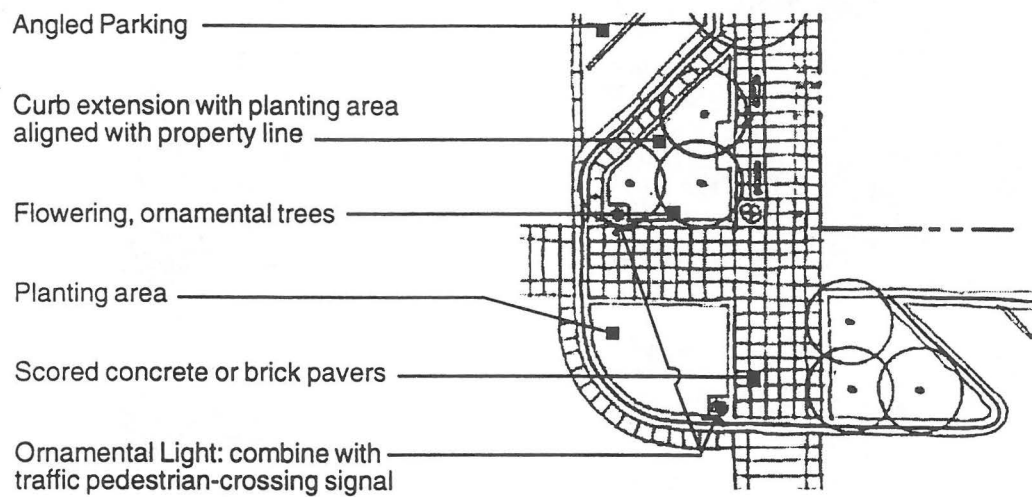 Angled Parking
Curb extension with planting area
aligned with property line
Flowering, ornamental trees
Planting area
Scored concrete or brick pavers
Ornamental Light: combine with
traffic pedestrian-crossing signal